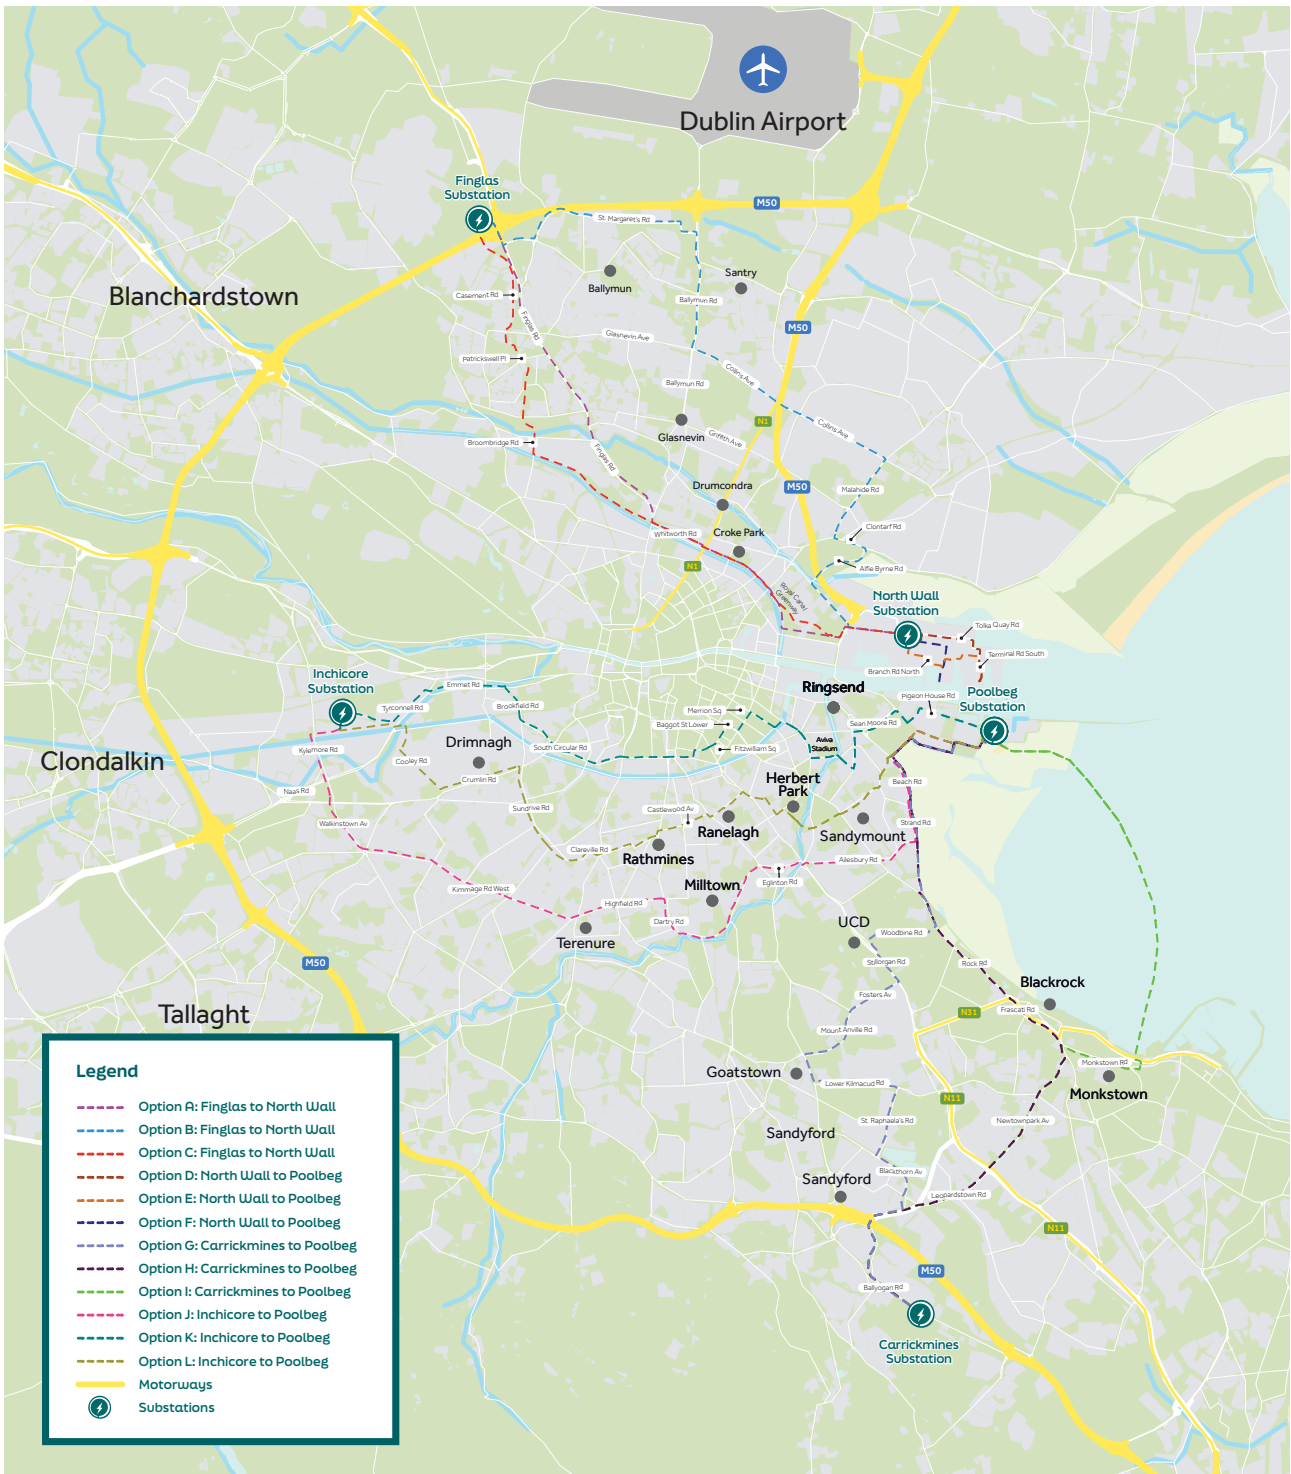 Dublin Airport
Finglas
Substation
M50
St. Margaret's Rd
Santry
Ballymun
Blanchardstown
Casement Rd
Ballymun Rd
Finglas Rd
M50
Glasnevin Ave
Patrickswell Pl
Collins Ave
Ballymun Rd
N1
Collins Ave
Glasnevin
Griffith Ave
Broombridge Rd
Finglas Rd
Drumcondra
M50
Malahide Rd
Clontarf Rd
Whitworth Rd
Croke Park
N1
Alfie Byrne Rd
Royal Canal
Greenway
North Wall
Substation
Tolka Quay Rd
Terminal Rd South
Branch Rd North
Inchicore
Substation
Emmet Rd
Ringsend
Pigeon House Rd
Poolbeg
Substation
Tyrconnell Rd
Brookfield Rd
Merrion Sq
Baggot St Lower
Sean Moore Rd
Kylemore Rd
Drimnagh
South Circular Rd
Fitzwilliam Sq
Aviva
Stadium
Clondalkin
Cooley Rd
Crumlin Rd
Herbert
Park
Beach Rd
Naas Rd
Sundrive Rd
Castlewood Av
Walkinstown Av
Ranelagh
Sandymount
Strand Rd
Clareville Rd
Rathmines
Ailesbury Rd
Eglinton Rd
Kimmage Rd West
Milltown
Highfield Rd
Dartry Rd
UCD
Woodbine Rd
Terenure
M50
Stillorgan Rd
Rock Rd
Blackrock
Fosters Av
Frascati Rd
N31
Tallaght
Mount Anville Rd
Monkstown Rd
Goatstown
Lower Kilmacud Rd
Monkstown
N11
St. Raphaela's Rd
Newtownpark Av
Sandyford
Blackthorn Av
Sandyford
Leopardstown Rd
N11
M50
Ballyogan Rd
Carrickmines
Substation
Legend
Option A: Finglas to North Wall
Option B: Finglas to North Wall
Option C: Finglas to North Wall
Option D: North Wall to Poolbeg
Option E: North Wall to Poolbeg
Option F: North Wall to Poolbeg
Option G: Carrickmines to Poolbeg
Option H: Carrickmines to Poolbeg
Option I: Carrickmines to Poolbeg
Option J: Inchicore to Poolbeg
Option K: Inchicore to Poolbeg
Option L: Inchicore to Poolbeg
Motorways
Substations